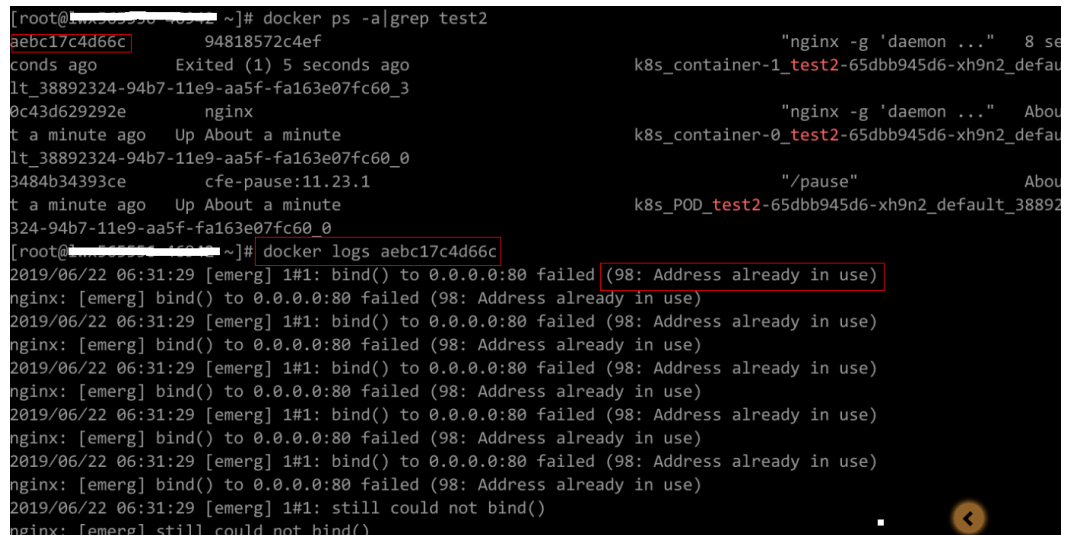 [root@ ~]# docker ps -a|grep test2
aebc17c4d66c 94818572c4ef "nginx -g 'daemon ..." 8 se
conds ago Exited (1) 5 seconds ago k8s_container-1_test2-65dbb945d6-xh9n2_defau
lt_38892324-94b7-11e9-aa5f-fa163e07fc60_3
0c43d629292e nginx "nginx -g 'daemon ..." Abou
t a minute ago Up About a minute k8s_container-0_test2-65dbb945d6-xh9n2_defau
lt_38892324-94b7-11e9-aa5f-fa163e07fc60_0
3484b34393ce cfe-pause:11.23.1 "/pause" Abou
t a minute ago Up About a minute k8s_POD_test2-65dbb945d6-xh9n2_default_38892
324-94b7-11e9-aa5f-fa163e07fc60_0
[root@ ~]# docker logs aebc17c4d66c
2019/06/22 06:31:29 [emerg] 1#1: bind() to 0.0.0.0:80 failed (98: Address already in use)
nginx: [emerg] bind() to 0.0.0.0:80 failed (98: Address already in use)
2019/06/22 06:31:29 [emerg] 1#1: bind() to 0.0.0.0:80 failed (98: Address already in use)
nginx: [emerg] bind() to 0.0.0.0:80 failed (98: Address already in use)
2019/06/22 06:31:29 [emerg] 1#1: bind() to 0.0.0.0:80 failed (98: Address already in use)
nginx: [emerg] bind() to 0.0.0.0:80 failed (98: Address already in use)
2019/06/22 06:31:29 [emerg] 1#1: bind() to 0.0.0.0:80 failed (98: Address already in use)
nginx: [emerg] bind() to 0.0.0.0:80 failed (98: Address already in use)
2019/06/22 06:31:29 [emerg] 1#1: bind() to 0.0.0.0:80 failed (98: Address already in use)
nginx: [emerg] bind() to 0.0.0.0:80 failed (98: Address already in use)
2019/06/22 06:31:29 [emerg] 1#1: still could not bind()
nginx: [emerg] still could not bind()